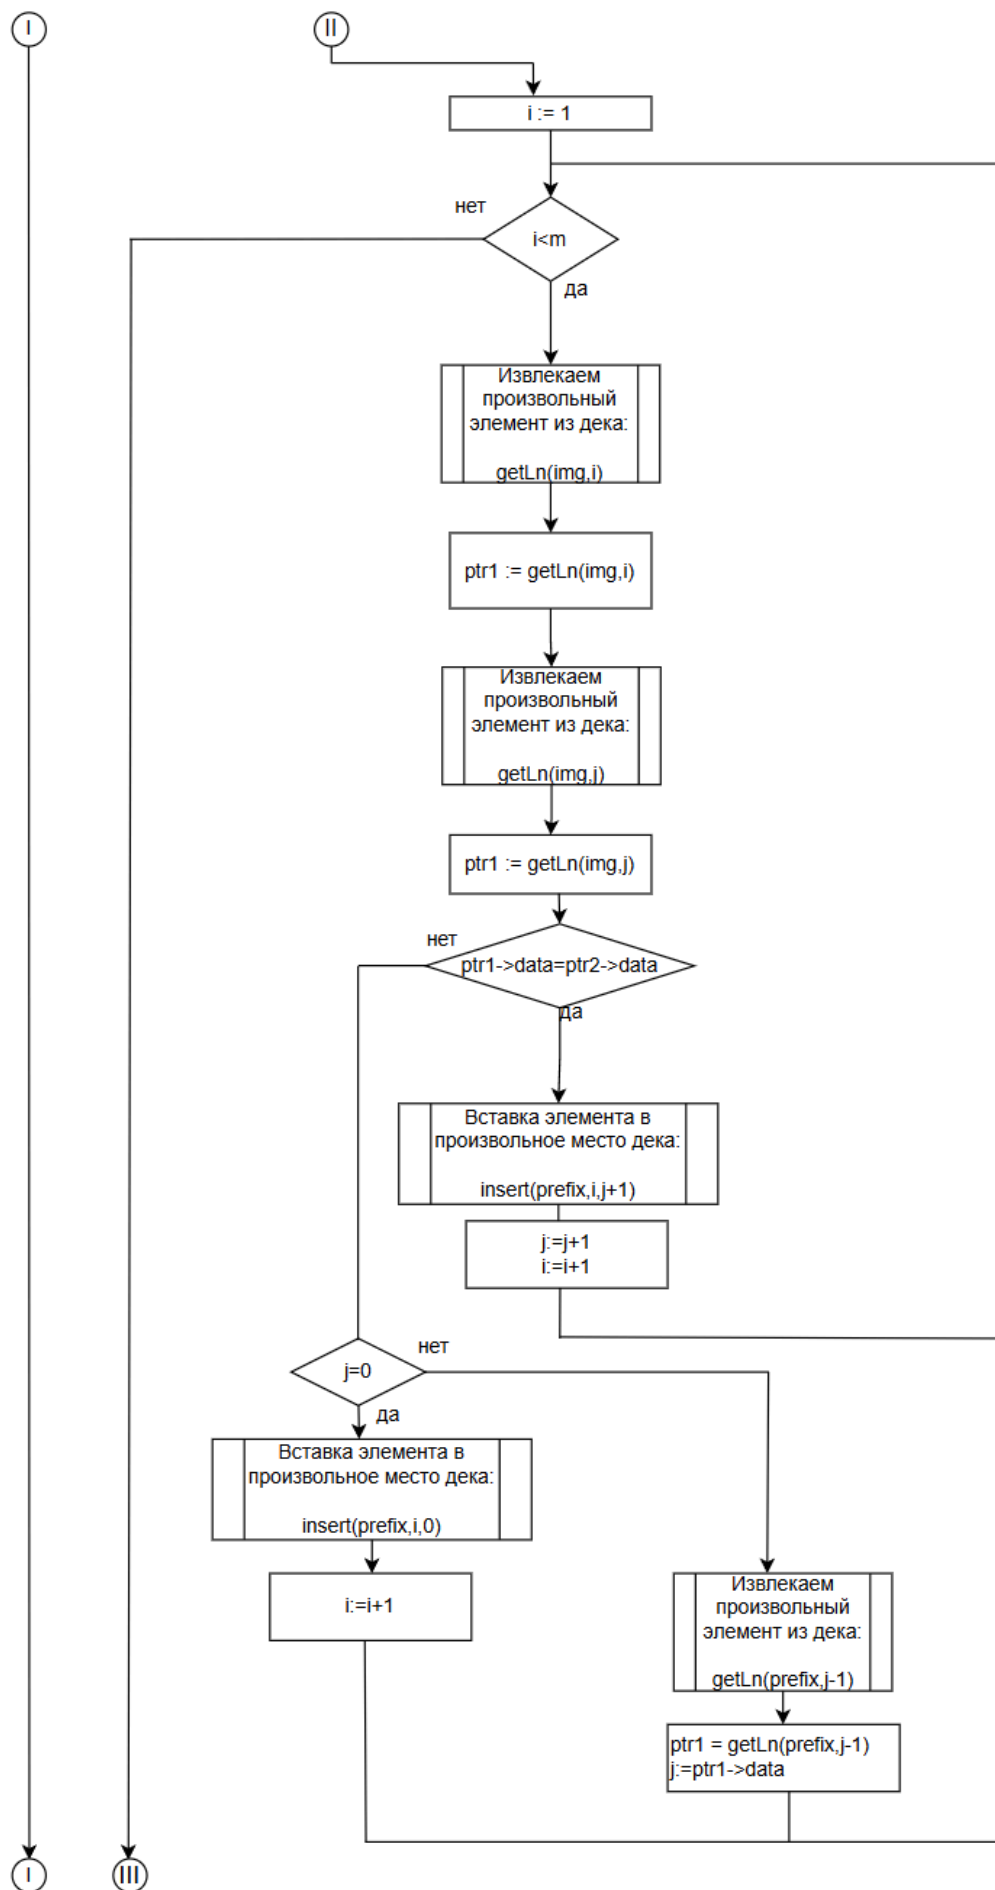 I
II
i := 1
нет
i<m
да
Извлекаем
произвольный
элемент из дека:
getLn(img,i)
ptr1 := getLn(img,i)
Извлекаем
произвольный
элемент из дека:
getLn(img,j)
ptr1 := getLn(img,j)
нет
ptr1->data=ptr2->data
да
Вставка элемента в
произвольное место дека:
insert(prefix,i,j+1)
j:=j+1
i:=i+1
нет
j=0
да
Вставка элемента в
произвольное место дека:
insert(prefix,i,0)
i:=i+1
Извлекаем
произвольный
элемент из дека:
getLn(prefix,j-1)
ptr1 = getLn(prefix,j-1)
j:=ptr1->data
I
III